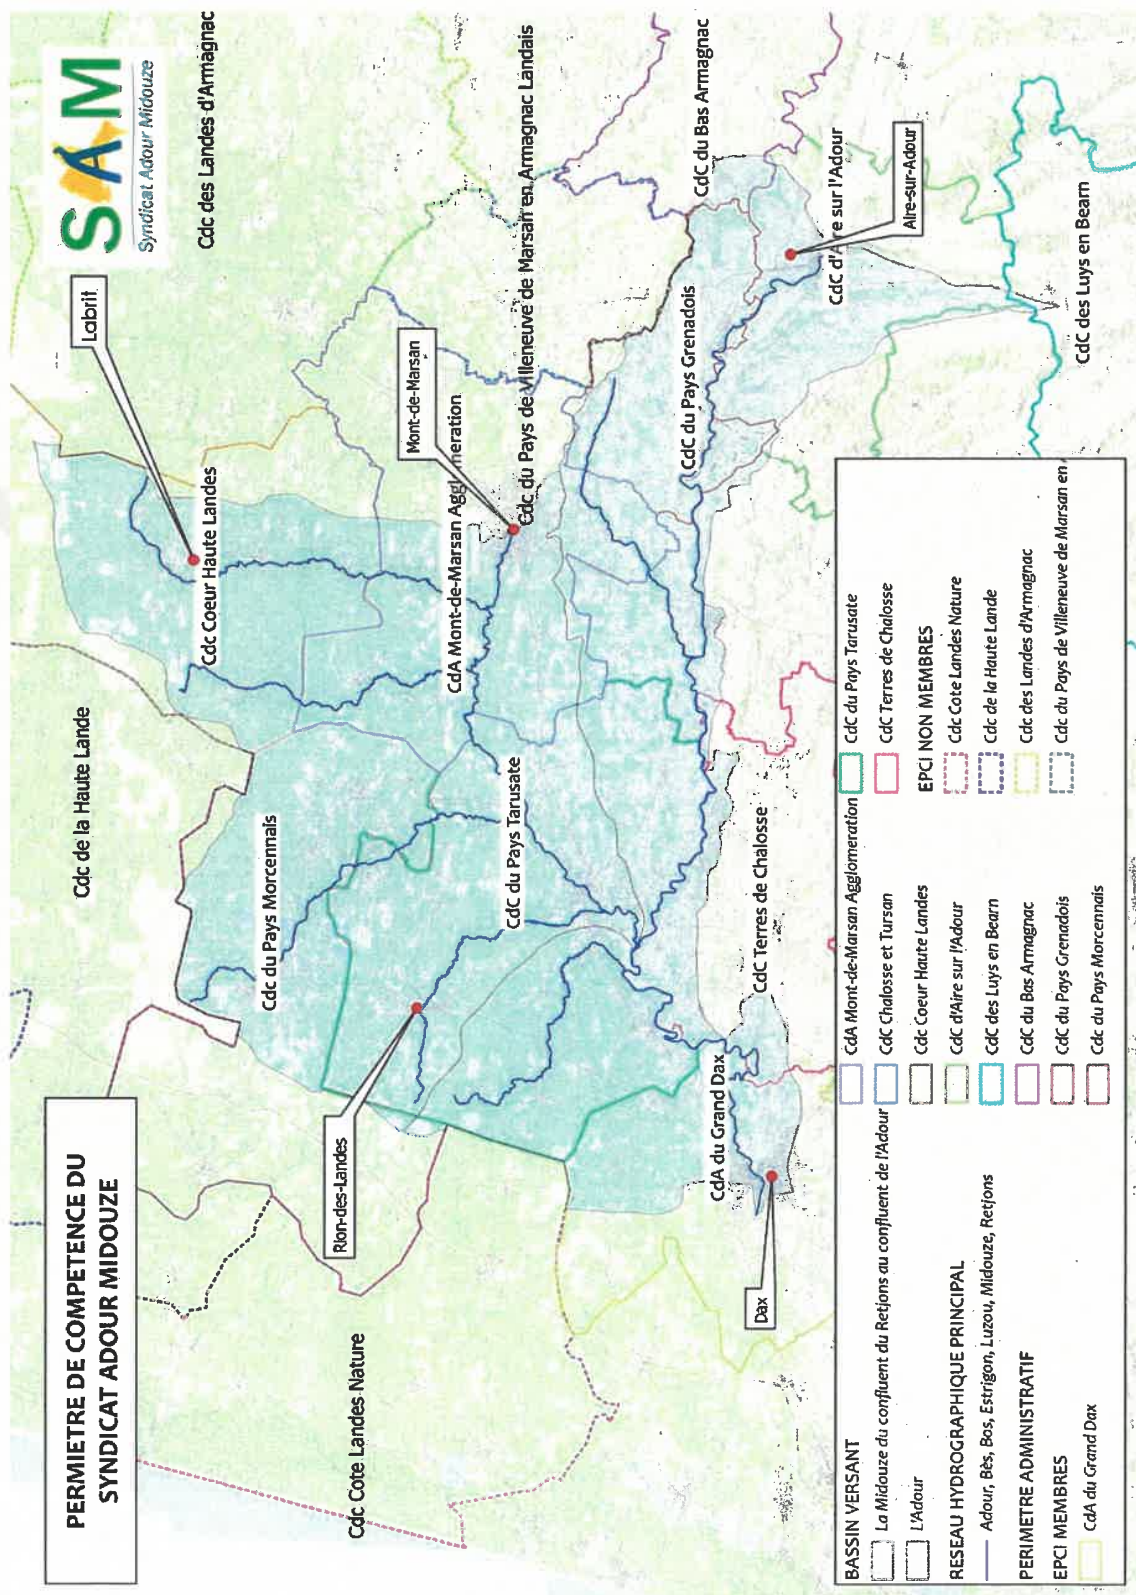 PERMIETRE DE COMPETENCE DU
SYNDICAT ADOUR MIDOUZE
SAM
Syndicat Adour Midouze
Cdc de la Haute Lande
Labrit
Cdc des Landes d'Armagnac
Cdc Coeur Haute Landes
Cdc du Pays Morcennais
Rion-des-Landes
Cdc Cote Landes Nature
CdA Mont-de-Marsan Agglomeration
Mont-de-Marsan
CdC du Pays Tarusate
Cdc du Pays de Villeneuve de Marsan en Armagnac Landais
CdC du Bas Armagnac
CdC du Pays Grenadois
CdC d'Aire sur l'Adour
Aire-sur-Adour
CdA du Grand Dax
CdC Terres de Chalosse
Dax
CdC des Luys en Bearn
BASSIN VERSANT
La Midouze du confluent du Retjons au confluent de l'Adour
L'Adour
RESEAU HYDROGRAPHIQUE PRINCIPAL
Adour, Bès, Bos, Estrigon, Luzou, Midouze, Retjons
PERIMETRE ADMINISTRATIF
EPCI MEMBRES
CdA du Grand Dax
CdA Mont-de-Marsan Agglomeration
CdC Chalosse et Tursan
Cdc Coeur Haute Landes
CdC d'Aire sur l'Adour
CdC des Luys en Bearn
CdC du Bas Armagnac
CdC du Pays Grenadois
Cdc du Pays Morcennais
CdC du Pays Tarusate
CdC Terres de Chalosse
EPCI NON MEMBRES
Cdc Cote Landes Nature
Cdc de la Haute Lande
Cdc des Landes d'Armagnac
Cdc du Pays de Villeneuve de Marsan en